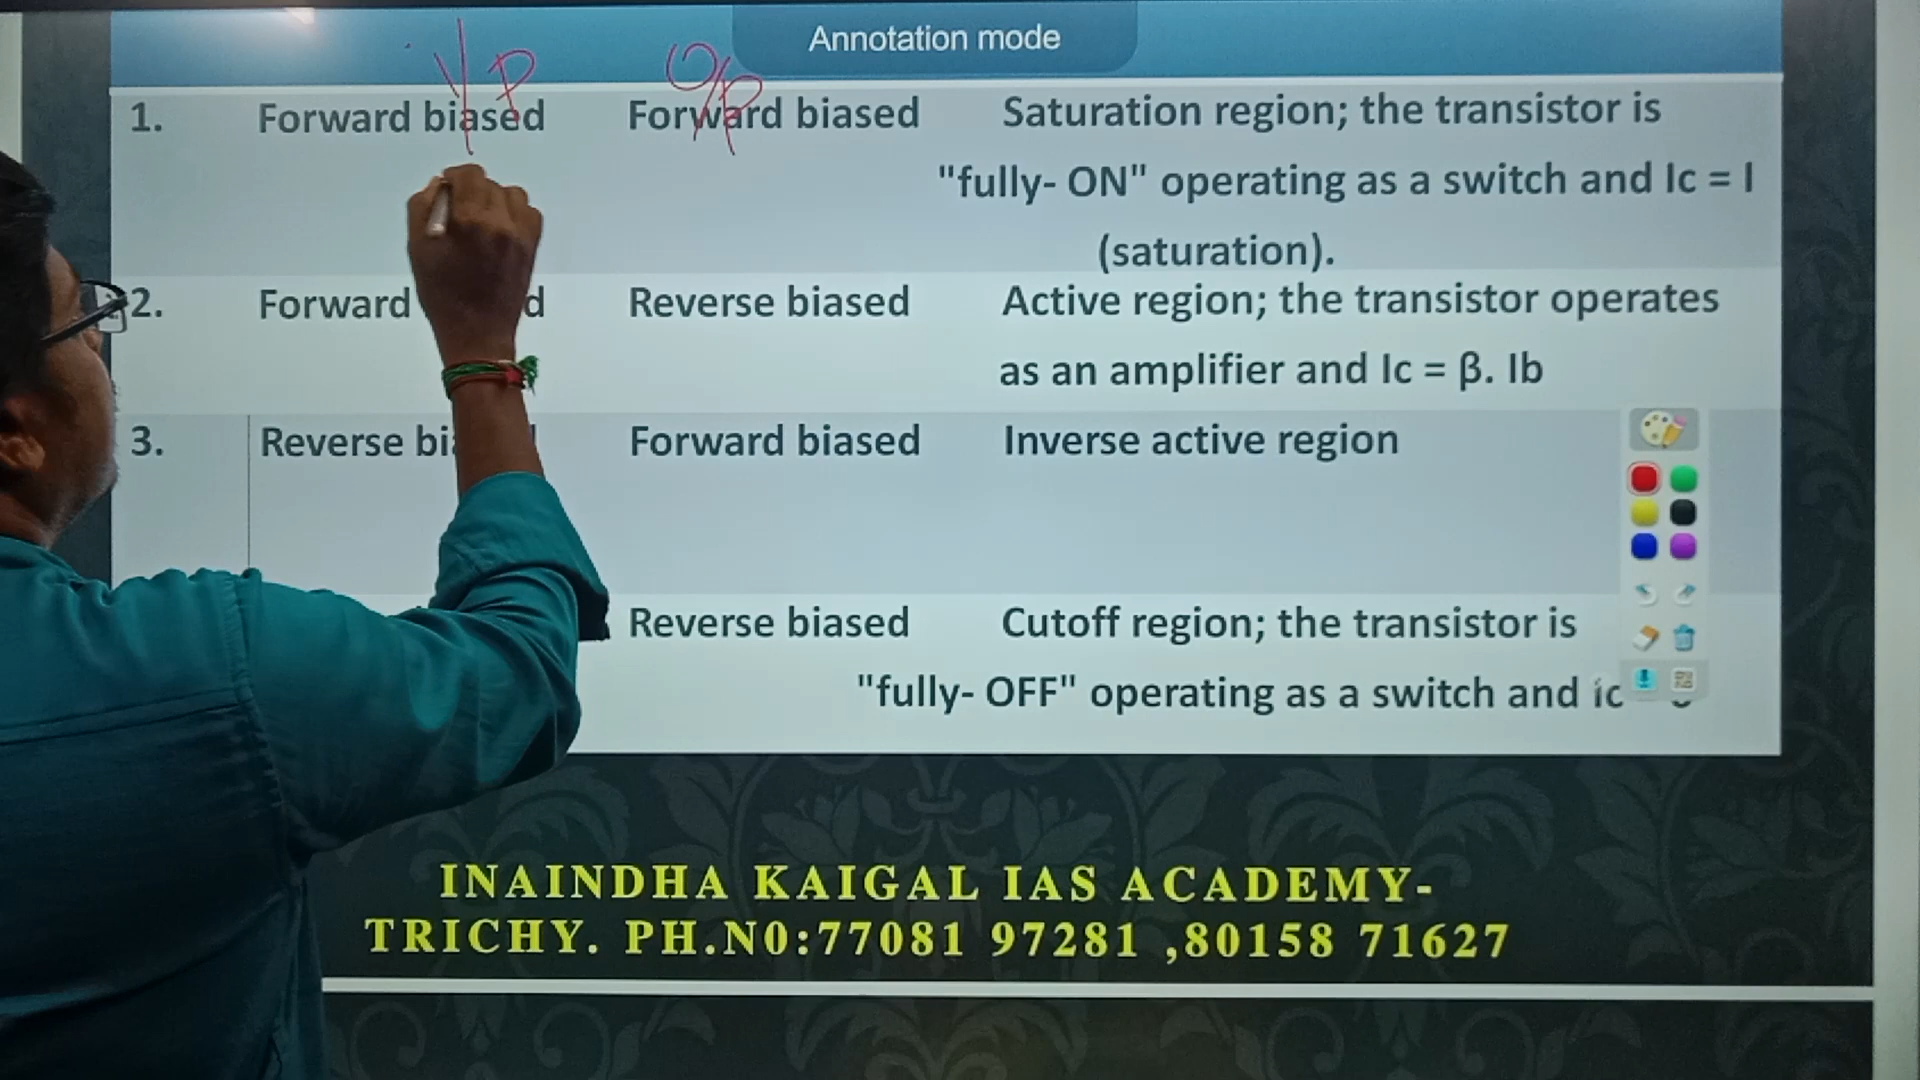 Annotation mode
I/P O/P
1. Forward biased Forward biased Saturation region; the transistor is
"fully- ON" operating as a switch and Ic = I
(saturation).
2. Forward Reverse biased Active region; the transistor operates
as an amplifier and Ic = β. Ib
3. Reverse Forward biased Inverse active region
Reverse biased Cutoff region; the transistor is
"fully- OFF" operating as a switch and
INAINDHA KAIGAL IAS ACADEMY-
TRICHY. PH.N0:77081 97281 ,80158 71627